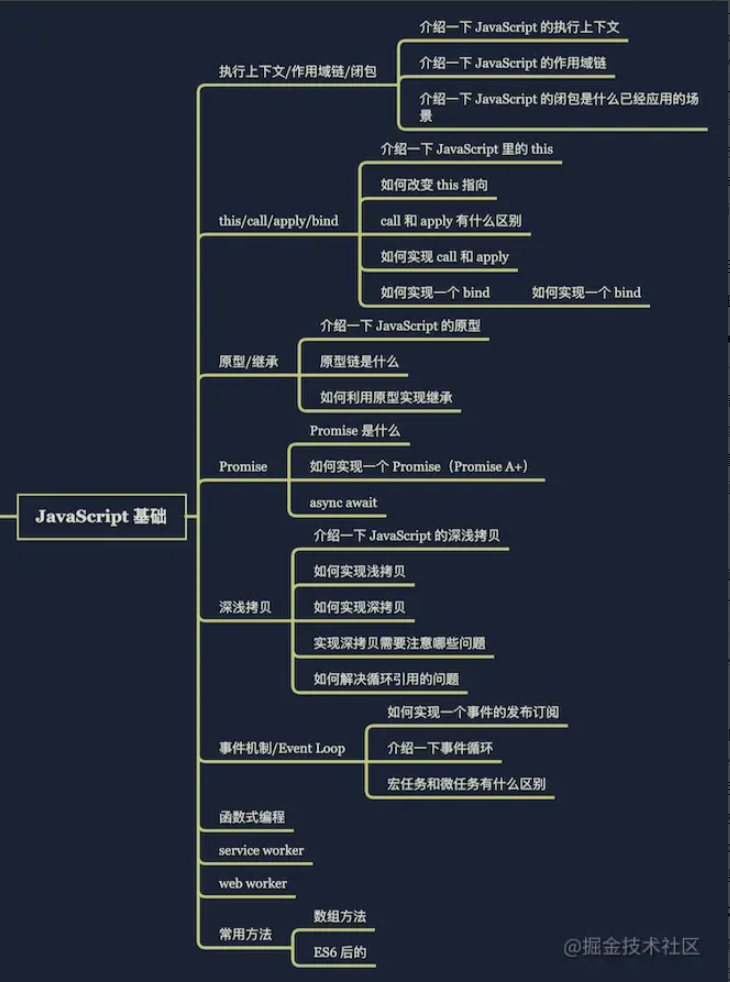 介绍一下 JavaScript 的执行上下文
执行上下文/作用域链/闭包
介绍一下 JavaScript 的作用域链
介绍一下 JavaScript 的闭包是什么已经应用的场
景
介绍一下 JavaScript 里的 this
如何改变 this 指向
this/call/apply/bind
call 和 apply 有什么区别
如何实现 call 和 apply
如何实现一个 bind
如何实现一个 bind
介绍一下 JavaScript 的原型
原型/继承
原型链是什么
如何利用原型实现继承
Promise 是什么
Promise
如何实现一个 Promise（Promise A+）
async await
JavaScript 基础
介绍一下 JavaScript 的深浅拷贝
如何实现浅拷贝
深浅拷贝
如何实现深拷贝
实现深拷贝需要注意哪些问题
如何解决循环引用的问题
如何实现一个事件的发布订阅
事件机制/Event Loop
介绍一下事件循环
宏任务和微任务有什么区别
函数式编程
service worker
web worker
常用方法
数组方法
ES6 后的
@掘金技术社区